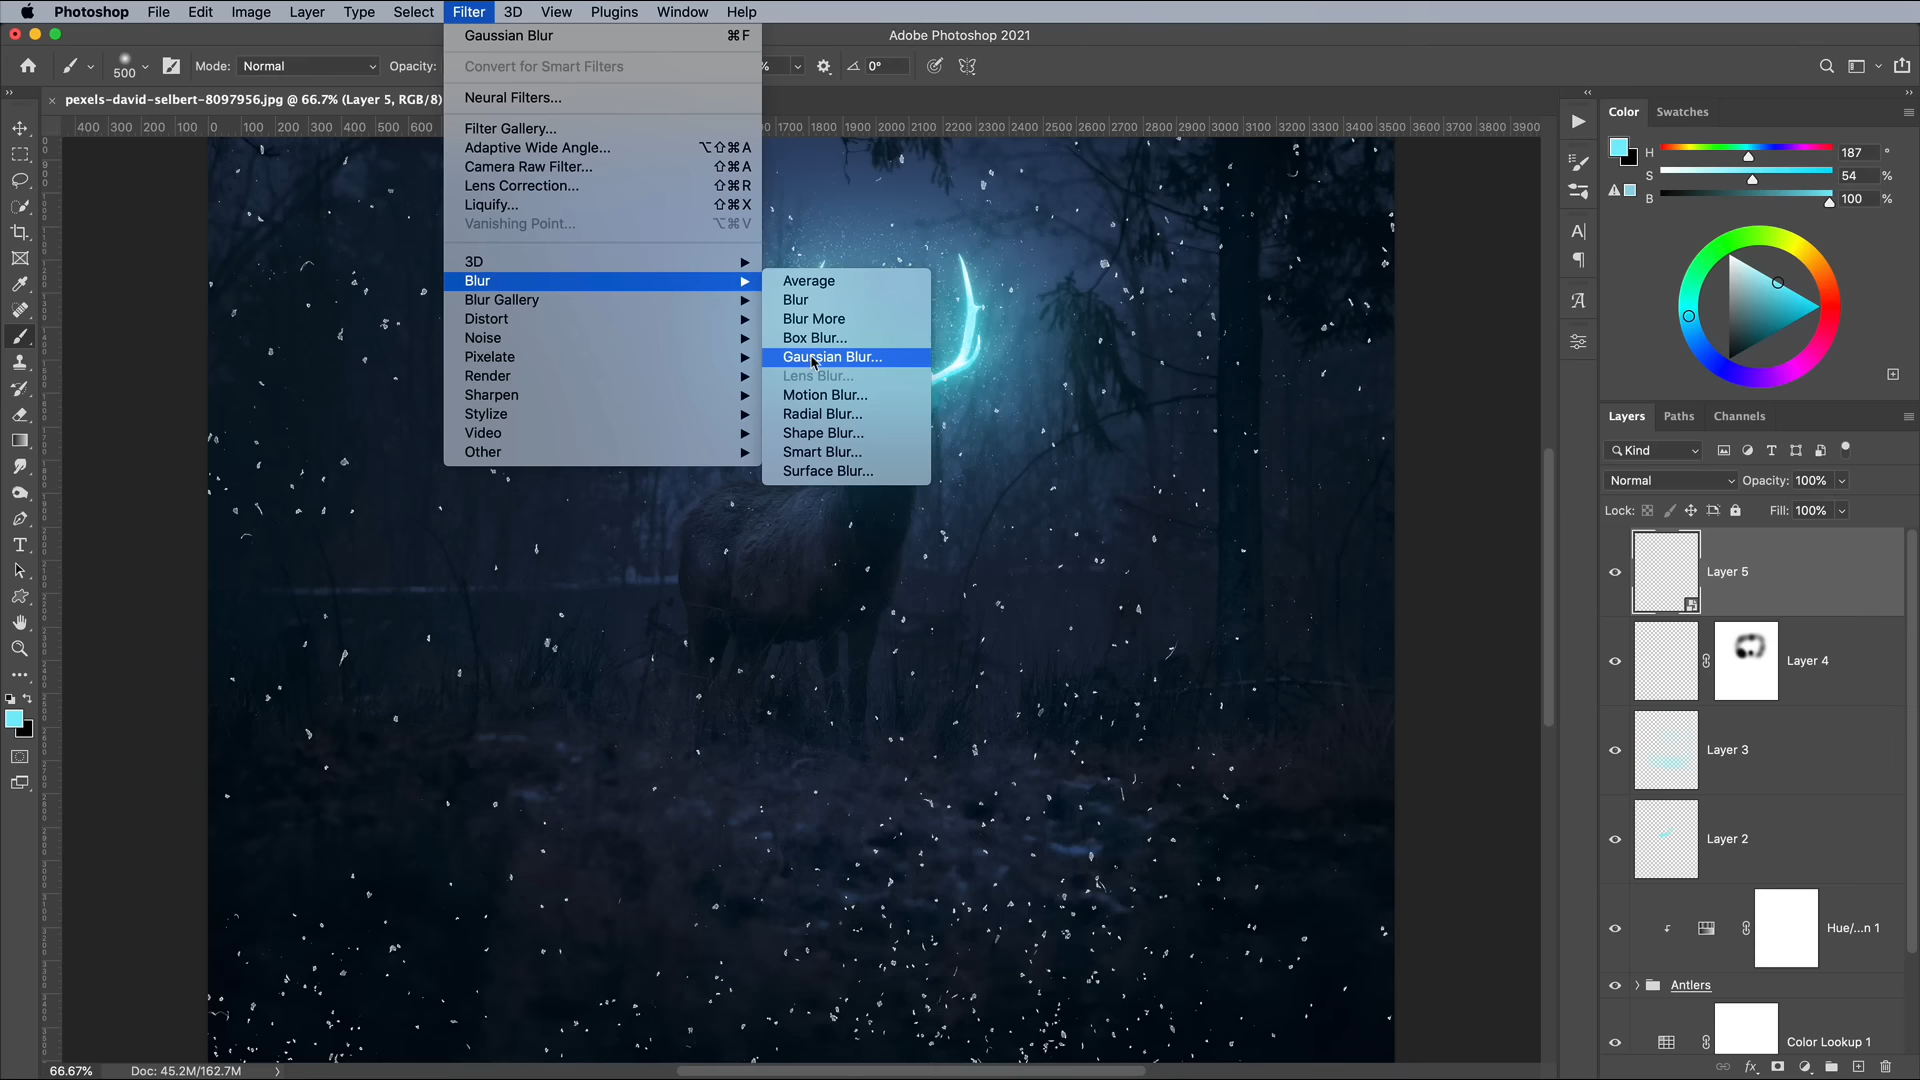 Photoshop File Edit Image Layer Type Select Filter 3D View Plugins Window Help
Adobe Photoshop 2021
500 Mode: Normal Opacity: % 0°
pexels-david-selbert-8097956.jpg @ 66.7% (Layer 5, RGB/8)
400 300 200 100 0 100 200 300 400 500 600 1700 1800 1900 2000 2100 2200 2300 2400 2500 2600 2700 2800 2900 3000 3100 3200 3300 3400 3500 3600 3700 3800 3900
Gaussian Blur ⌘F
Convert for Smart Filters
Neural Filters...
Filter Gallery...
Adaptive Wide Angle... ⌥⇧⌘A
Camera Raw Filter... ⇧⌘A
Lens Correction... ⇧⌘R
Liquify... ⇧⌘X
Vanishing Point... ⌥⌘V
3D
Blur
Blur Gallery
Distort
Noise
Pixelate
Render
Sharpen
Stylize
Video
Other
Average
Blur
Blur More
Box Blur...
Gaussian Blur...
Lens Blur...
Motion Blur...
Radial Blur...
Shape Blur...
Smart Blur...
Surface Blur...
Color Swatches
H 187 °
S 54 %
B 100 %
Layers Paths Channels
Kind
Normal Opacity: 100%
Lock: Fill: 100%
Layer 5
Layer 4
Layer 3
Layer 2
Hue/...n 1
Antlers
Color Lookup 1
fx
66.67% Doc: 45.2M/162.7M